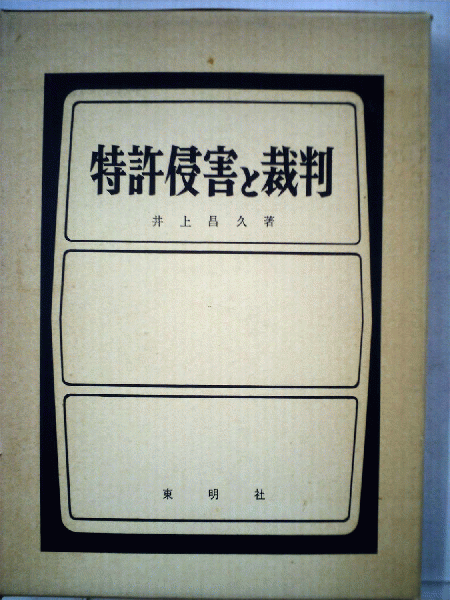 特許侵害と裁判
井上昌久著
東明社